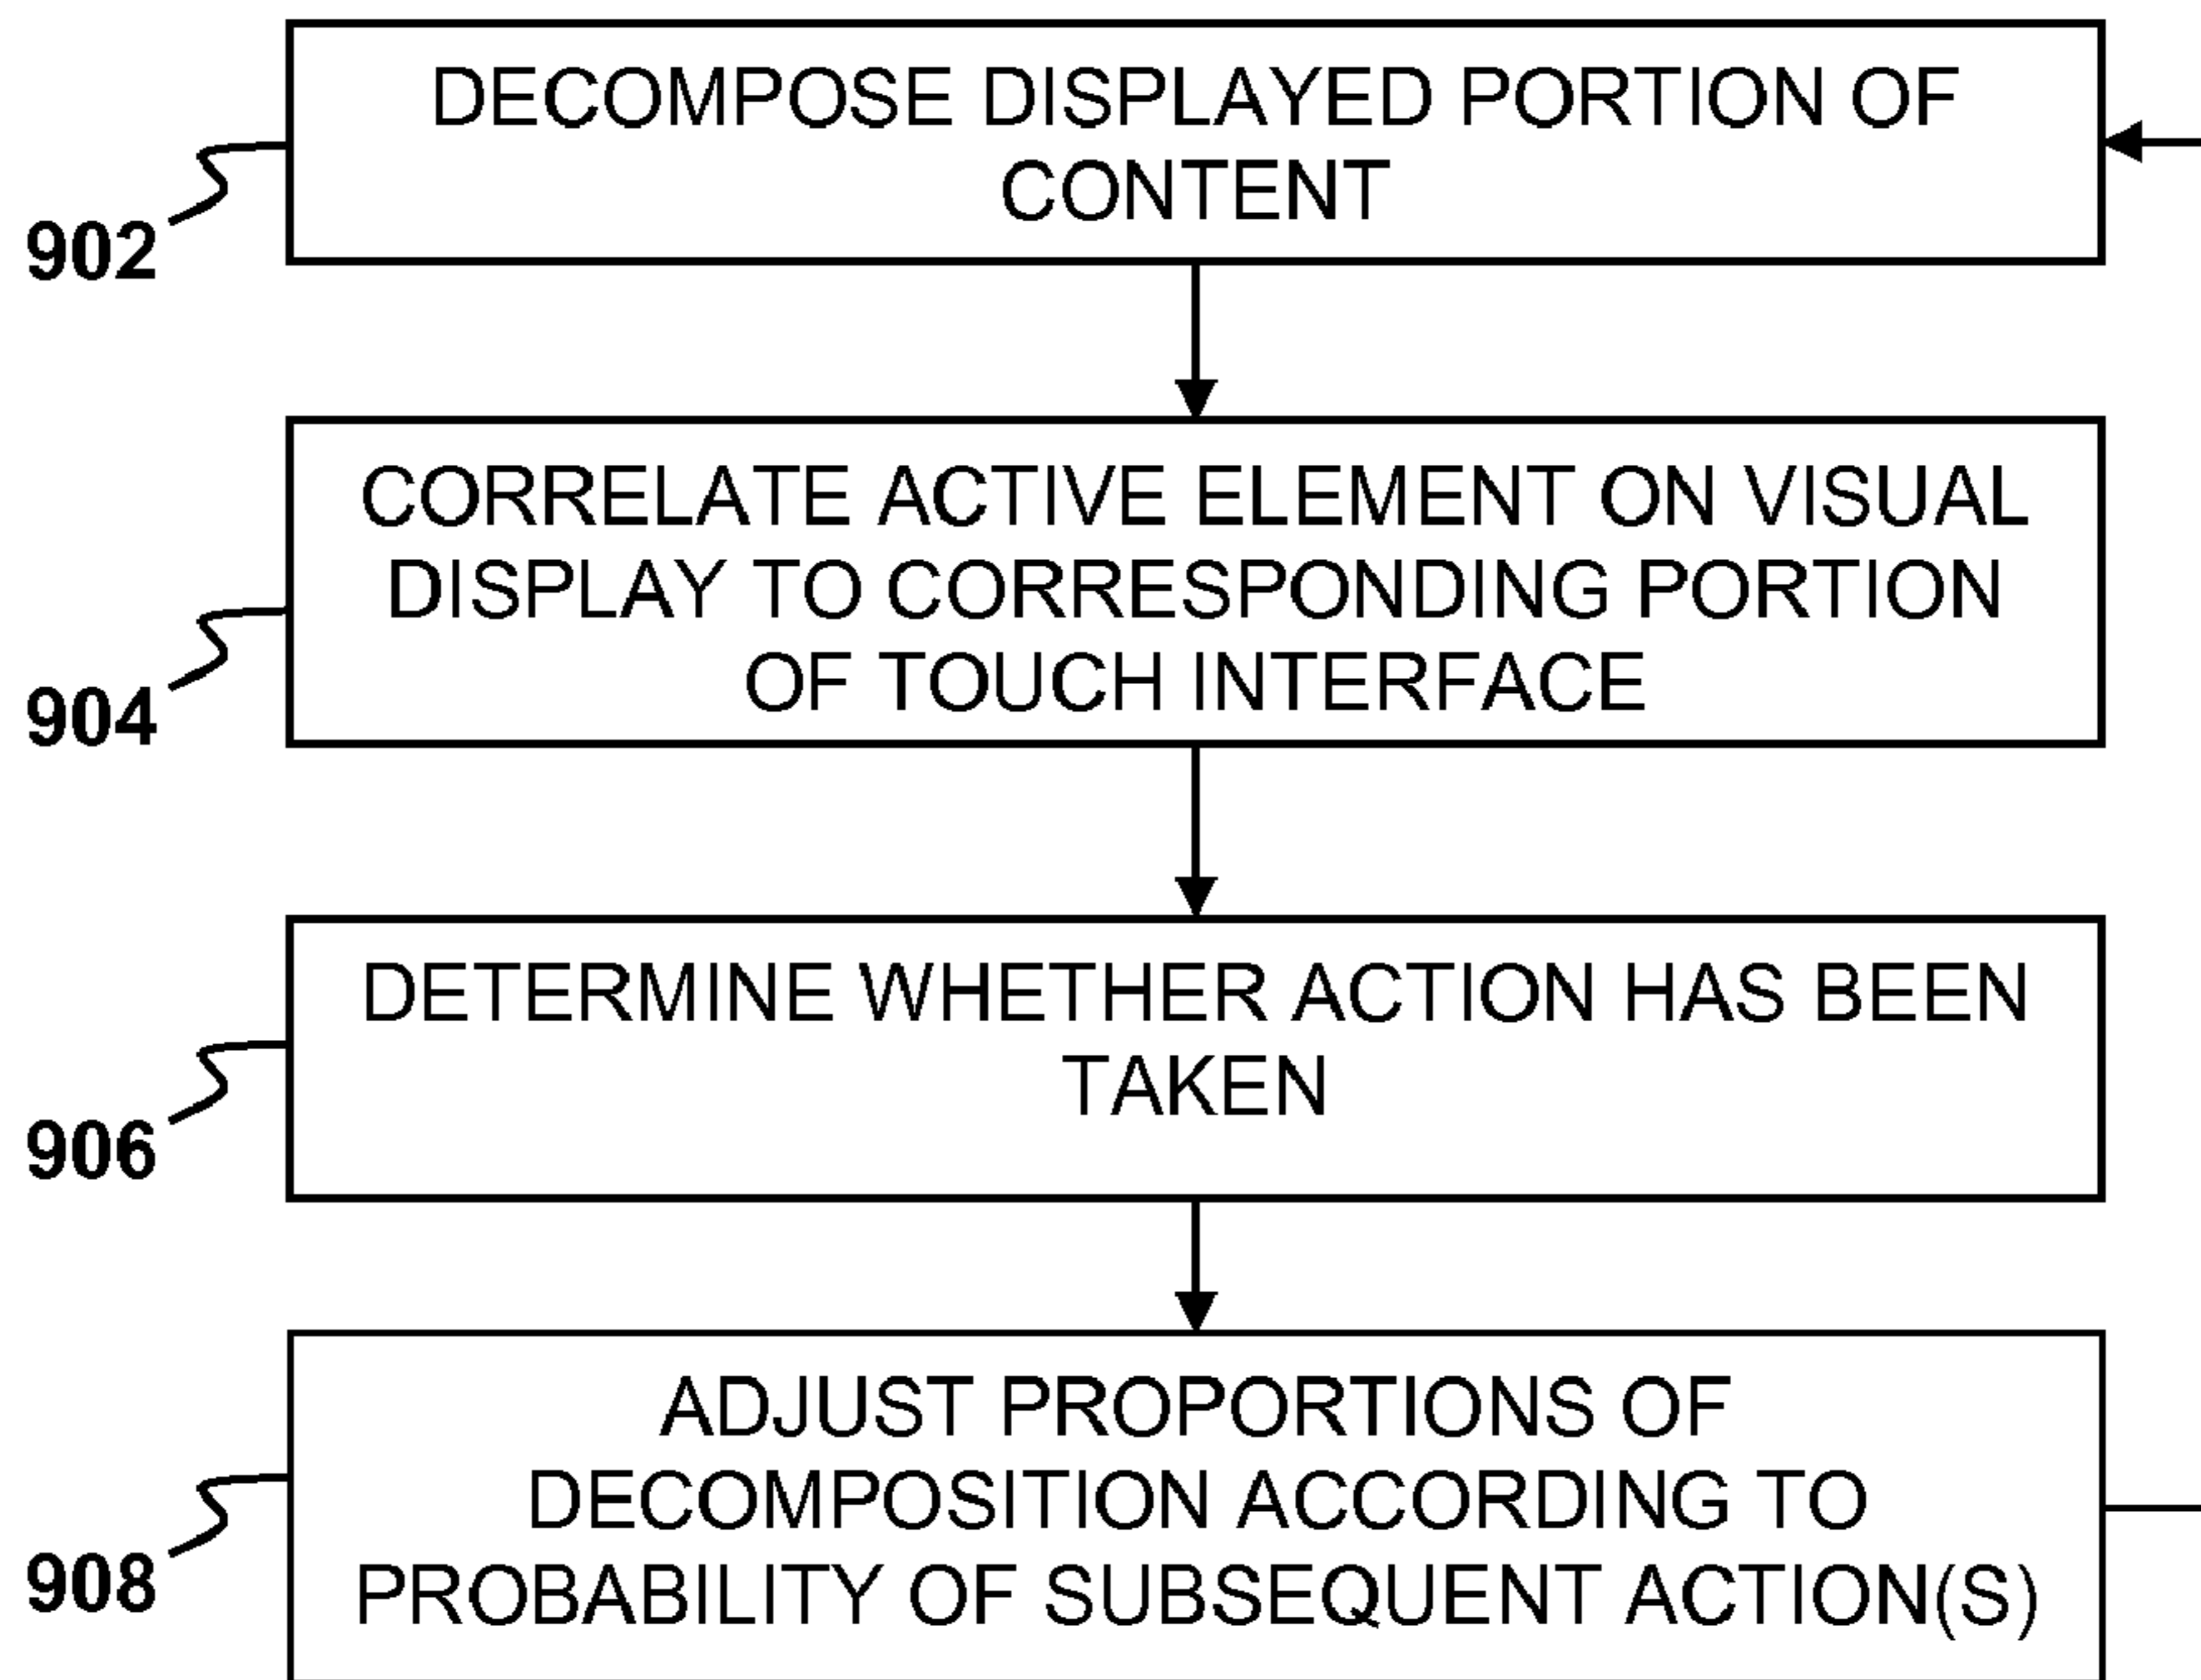 DECOMPOSE DISPLAYED PORTION OF
CONTENT
902
CORRELATE ACTIVE ELEMENT ON VISUAL
DISPLAY TO CORRESPONDING PORTION
OF TOUCH INTERFACE
904
DETERMINE WHETHER ACTION HAS BEEN
TAKEN
906
ADJUST PROPORTIONS OF
DECOMPOSITION ACCORDING TO
PROBABILITY OF SUBSEQUENT ACTION(S)
908